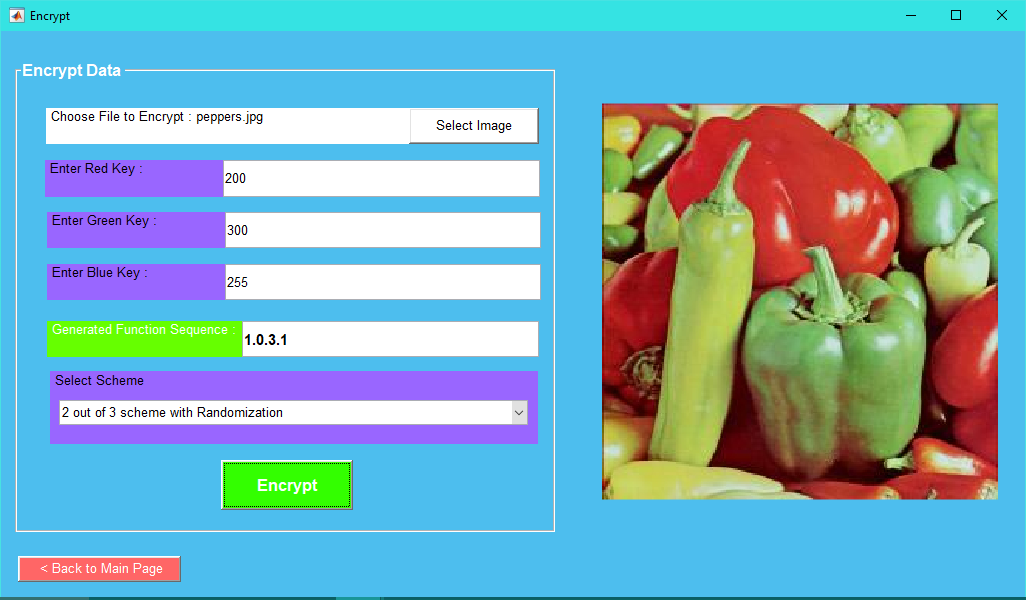 Encrypt
Encrypt Data
Choose File to Encrypt : peppers.jpg
Select Image
Enter Red Key :
200
Enter Green Key :
300
Enter Blue Key :
255
Generated Function Sequence :
1.0.3.1
Select Scheme
2 out of 3 scheme with Randomization
Encrypt
< Back to Main Page